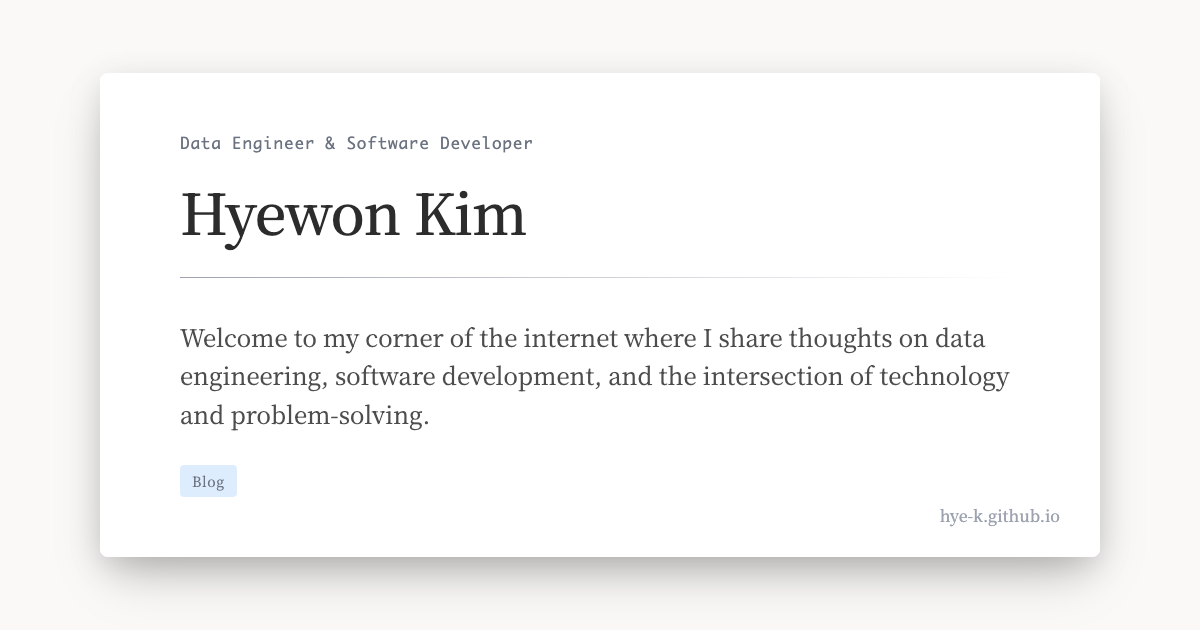 Data Engineer & Software Developer
Hyewon Kim
Welcome to my corner of the internet where I share thoughts on data
engineering, software development, and the intersection of technology
and problem-solving.
Blog
hye-k.github.io